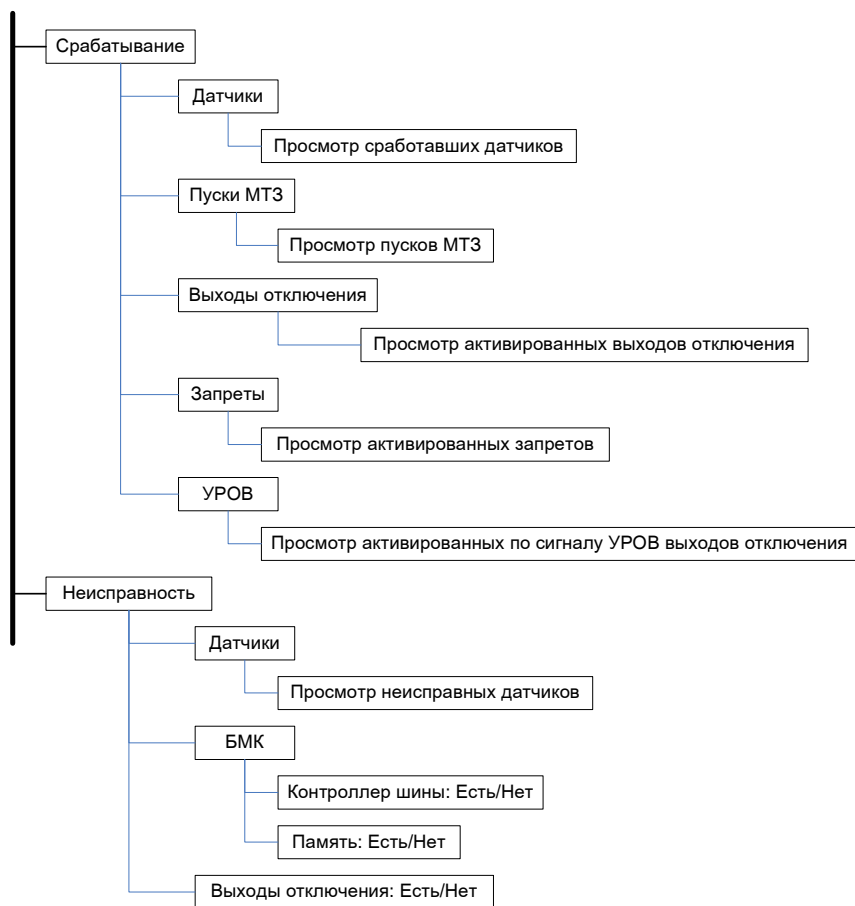 Срабатывание
Датчики
Просмотр сработавших датчиков
Пуски МТЗ
Просмотр пусков МТЗ
Выходы отключения
Просмотр активированных выходов отключения
Запреты
Просмотр активированных запретов
УРОВ
Просмотр активированных по сигналу УРОВ выходов отключения
Неисправность
Датчики
Просмотр неисправных датчиков
БМК
Контроллер шины: Есть/Нет
Память: Есть/Нет
Выходы отключения: Есть/Нет